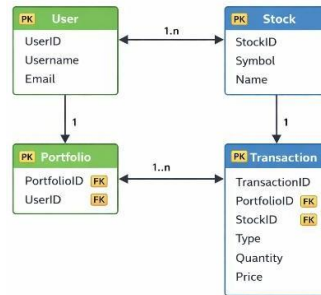 PK User
UserID
Username
Email
1.n
PK Stock
StockID
Symbol
Name
1
1
PK Portfolio
PortfolioID FK
UserID FK
1..n
PK Transaction
TransactionID
PortfolioID FK
StockID FK
Type
Quantity
Price